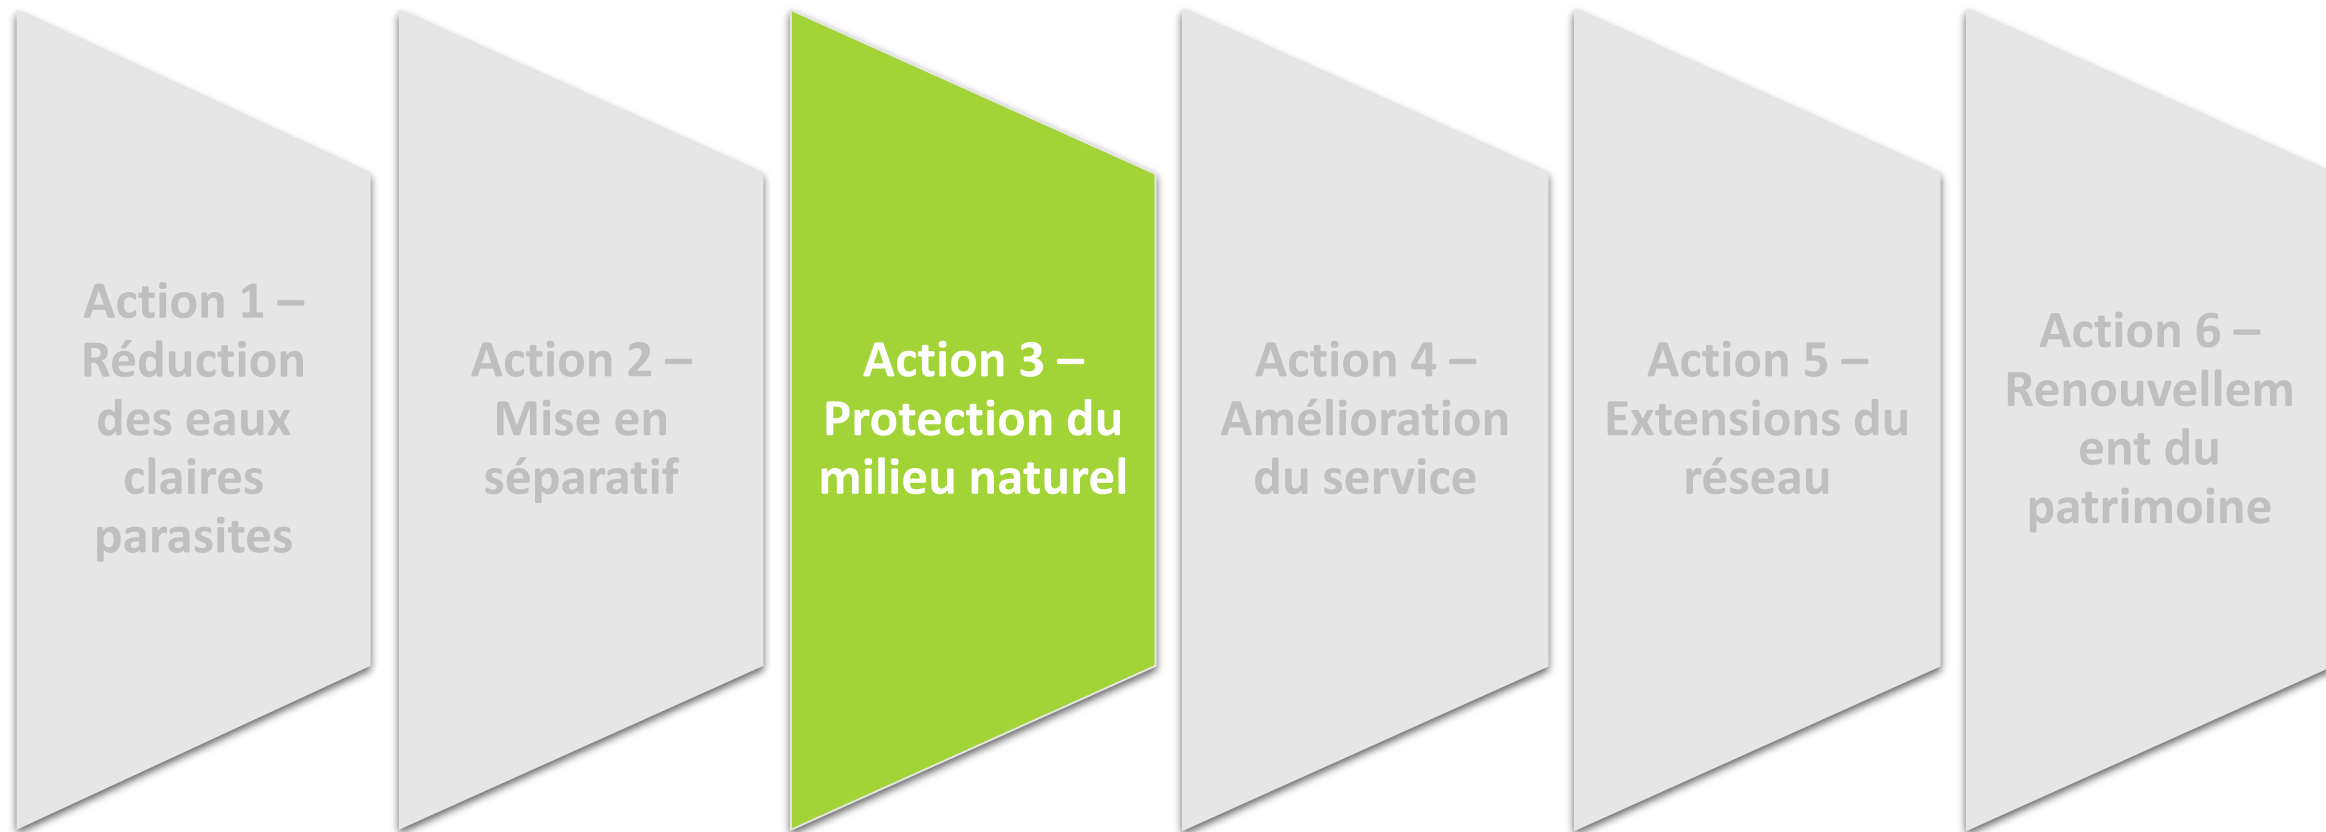 Action 1 –
Réduction
des eaux
claires
parasites
Action 2 –
Mise en
séparatif
Action 3 –
Protection du
milieu naturel
Action 4 –
Amélioration
du service
Action 5 –
Extensions du
réseau
Action 6 –
Renouvellem
ent du
patrimoine